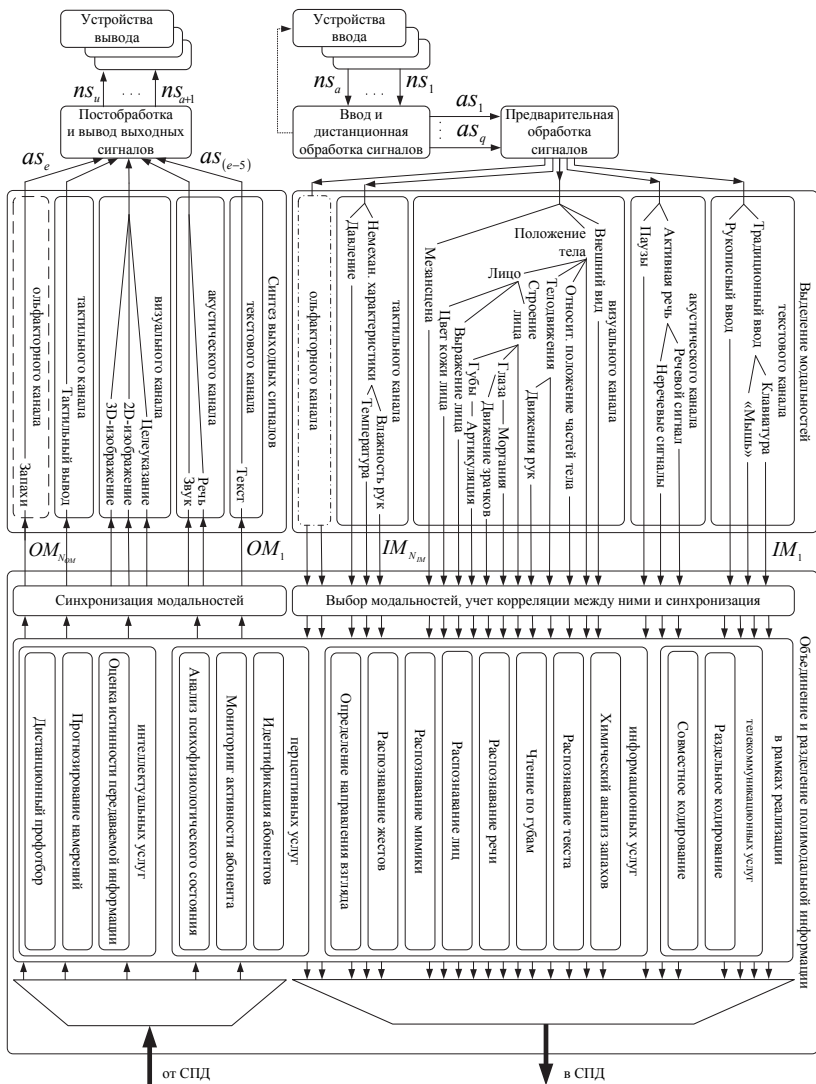 Устройства
вывода
Устройства
ввода
ns_u
. . .
ns_{a+1}
ns_a
. . .
ns_1
Постобработка
и вывод выходных
сигналов
Ввод и
дистанционная
обработка сигналов
as_1
as_q
Предварительная
обработка
сигналов
as_e
as_{(e−5)}
Синтез выходных сигналов
ольфакторного канала
Запахи
тактильного канала
Тактильный вывод
визуального канала
3D-изображение
2D-изображение
Целеуказание
акустического канала
Звук
Речь
текстового канала
Текст
Выделение модальностей
ольфакторного канала
тактильного канала
Давление
Немехан. характеристики
Температура
Влажность рук
визуального канала
Мезансцена
Положение
тела
Внешний вид
Лицо
Цвет кожи лица
Выражение лица
Строение
лица
Губы — Артикуляция
Глаза — Моргания
Движение зрачков
Телодвижения
Движения рук
Относит. положение частей тела
акустического канала
Паузы
Активная речь
Неречевые сигналы
Речевой сигнал
текстового канала
Рукописный ввод
Традиционный ввод
«Мышь»
Клавиатура
OM_{N_{OM}}
OM_1
IM_{N_{IM}}
IM_1
Синхронизация модальностей
Выбор модальностей, учет корреляции между ними и синхронизация
Объединение и разделение полимодальной информации
в рамках реализации
интеллектуальных услуг
Дистанционный профотбор
Прогнозирование намерений
Оценка истинности передаваемой информации
перцептивных услуг
Анализ психофизиологического состояния
Мониторинг активности абонента
Идентификация абонентов
информационных услуг
Определение направления взгляда
Распознавание жестов
Распознавание мимики
Распознавание лиц
Распознавание речи
Чтение по губам
Распознавание текста
Химический анализ запахов
телекоммуникационных услуг
Совместное кодирование
Раздельное кодирование
от СПД
в СПД